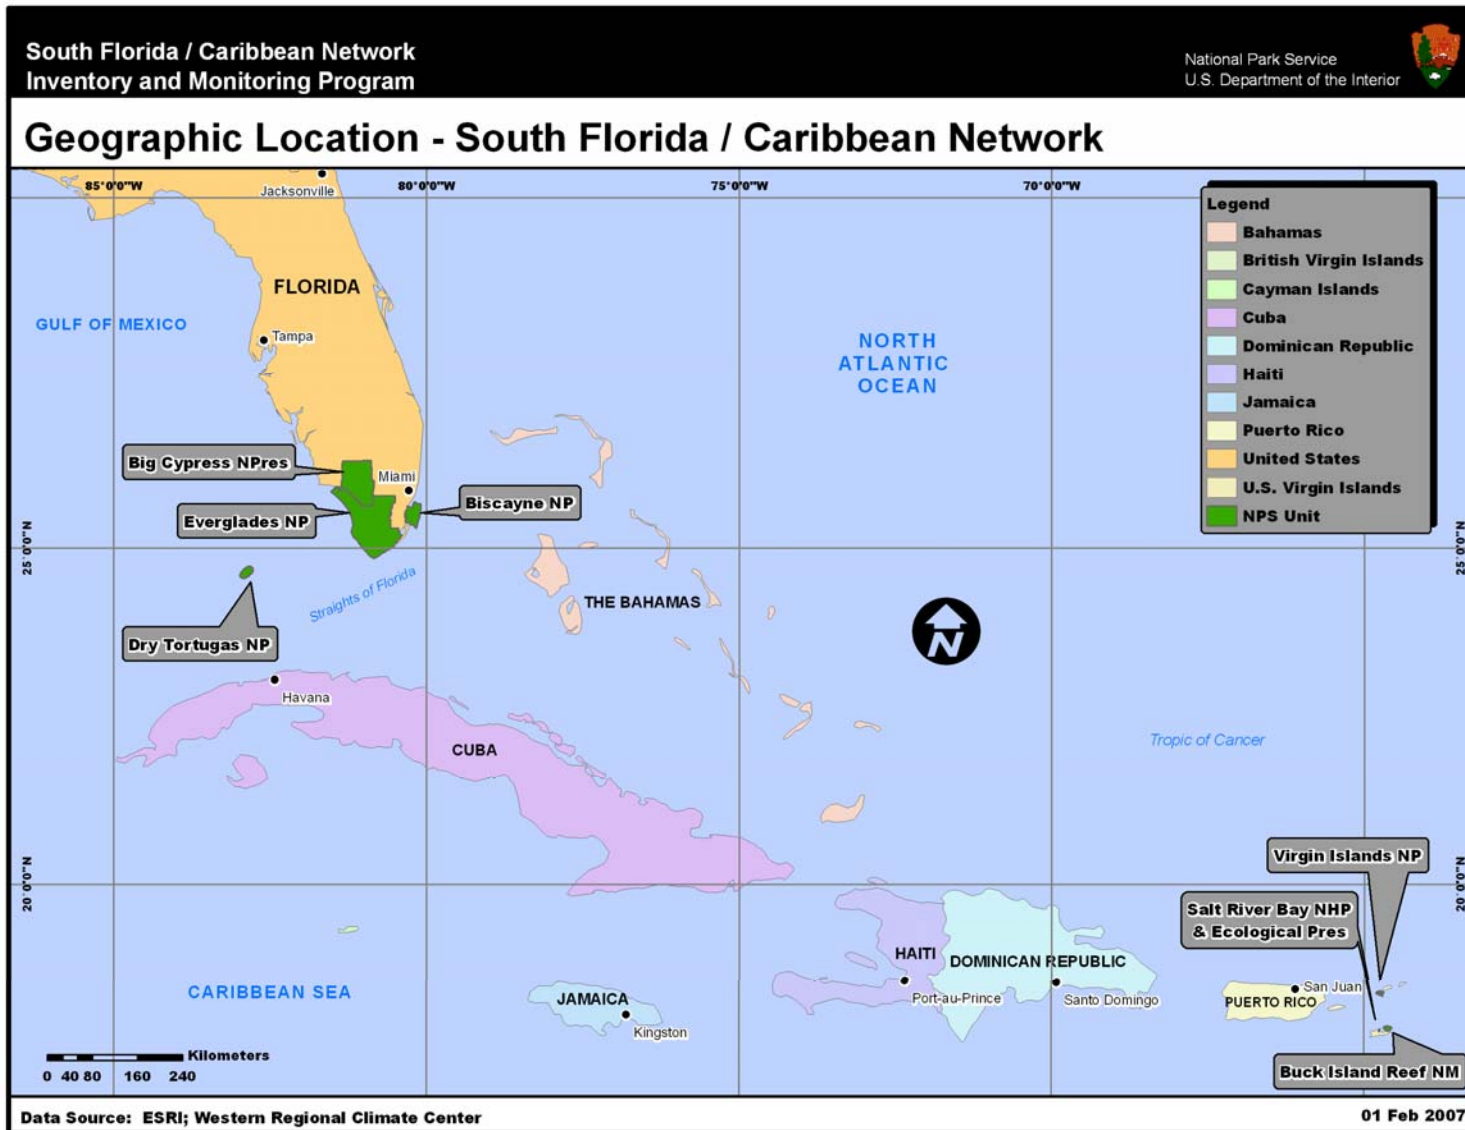 South Florida / Caribbean Network
Inventory and Monitoring Program
National Park Service
U.S. Department of the Interior
Geographic Location - South Florida / Caribbean Network
85°0'0"W
80°0'0"W
75°0'0"W
70°0'0"W
Jacksonville
Legend
Bahamas
British Virgin Islands
Cayman Islands
Cuba
Dominican Republic
Haiti
Jamaica
Puerto Rico
United States
U.S. Virgin Islands
NPS Unit
FLORIDA
GULF OF MEXICO
Tampa
NORTH
ATLANTIC
OCEAN
Big Cypress NPres
Miami
Everglades NP
Biscayne NP
25°0'0"N
25°0'0"N
Straights of Florida
THE BAHAMAS
N
Dry Tortugas NP
Havana
CUBA
Tropic of Cancer
Virgin Islands NP
20°0'0"N
20°0'0"N
Salt River Bay NHP
& Ecological Pres
HAITI
DOMINICAN REPUBLIC
CARIBBEAN SEA
JAMAICA
Port-au-Prince
Santo Domingo
San Juan
PUERTO RICO
Kingston
Kilometers
0 40 80 160 240
Buck Island Reef NM
Data Source: ESRI; Western Regional Climate Center
01 Feb 2007